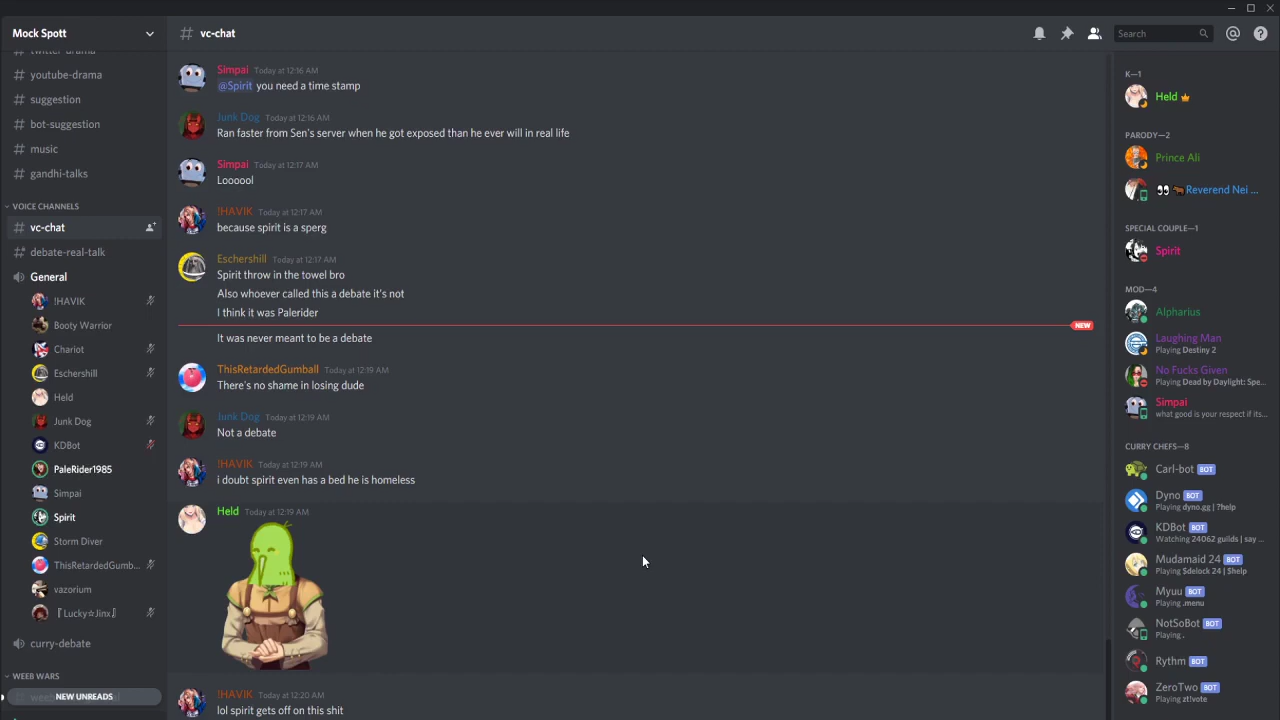 Mock Spott
# vc-chat
Search
# twitter-drama
# youtube-drama
# suggestion
# bot-suggestion
# music
# gandhi-talks
VOICE CHANNELS
# vc-chat
# debate-real-talk
General
!HAVIK
Booty Warrior
Chariot
Eschershill
Held
Junk Dog
KDBot
PaleRider1985
Simpai
Spirit
Storm Diver
ThisRetardedGumb...
vazorium
『Lucky☆Jinx』
curry-debate
WEEB WARS
NEW UNREADS
Simpai Today at 12:16 AM
@Spirit you need a time stamp
Junk Dog Today at 12:16 AM
Ran faster from Sen's server when he got exposed than he ever will in real life
Simpai Today at 12:17 AM
Loooool
!HAVIK Today at 12:17 AM
because spirit is a sperg
Eschershill Today at 12:17 AM
Spirit throw in the towel bro
Also whoever called this a debate it's not
I think it was Palerider
NEW
It was never meant to be a debate
ThisRetardedGumball Today at 12:19 AM
There's no shame in losing dude
Junk Dog Today at 12:19 AM
Not a debate
!HAVIK Today at 12:19 AM
i doubt spirit even has a bed he is homeless
Held Today at 12:19 AM
!HAVIK Today at 12:20 AM
lol spirit gets off on this shit
K—1
Held
PARODY—2
Prince Ali
👀🐂Reverend Nei ...
SPECIAL COUPLE—1
Spirit
MOD—4
Alpharius
Laughing Man
Playing Destiny 2
No Fucks Given
Playing Dead by Daylight: Spe...
Simpai
what good is your respect if its...
CURRY CHEFS—8
Carl-bot BOT
Dyno BOT
Playing dyno.gg | ?help
KDBot BOT
Watching 24062 guilds | say ...
Mudamaid 24 BOT
Playing $delock 24 | $help
Myuu BOT
Playing .menu
NotSoBot BOT
Playing .
Rythm BOT
ZeroTwo BOT
Playing zt!vote